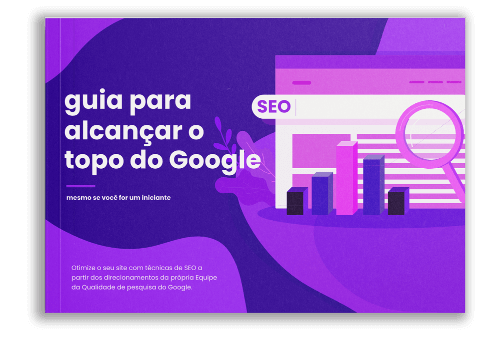 guia para
alcançar o
topo do Google
mesmo se você for um iniciante
SEO
Otimize o seu site com técnicas de SEO a
partir dos direcionamentos da própria Equipe
da Qualidade de pesquisa do Google.